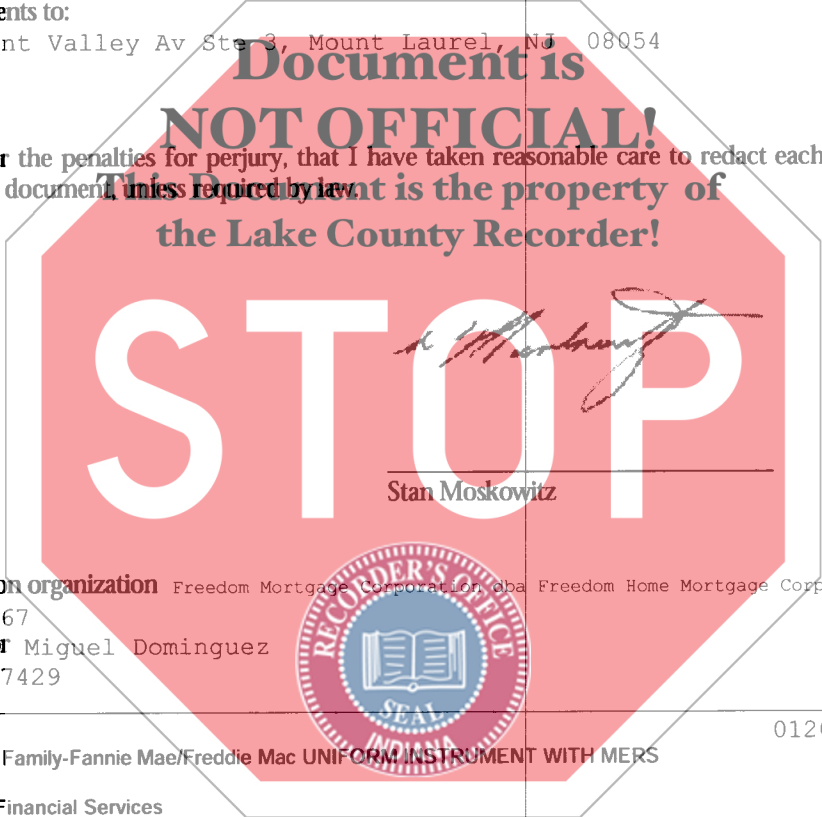 ents to:
nt Valley Av Ste 3, Mount Laurel, NJ 08054
Document is
NOT OFFICIAL!
r the penalties for perjury, that I have taken reasonable care to redact each
document, unless required by law.
This Document is the property of
the Lake County Recorder!
STOP
Stan Moskowitz
on organization Freedom Mortgage Corporation dba Freedom Home Mortgage Corp
67
r Miguel Dominguez
7429
RECORDER'S OFFICE
SEAL
INDIANA
012
Family-Fannie Mae/Freddie Mac UNIFORM INSTRUMENT WITH MERS
Financial Services